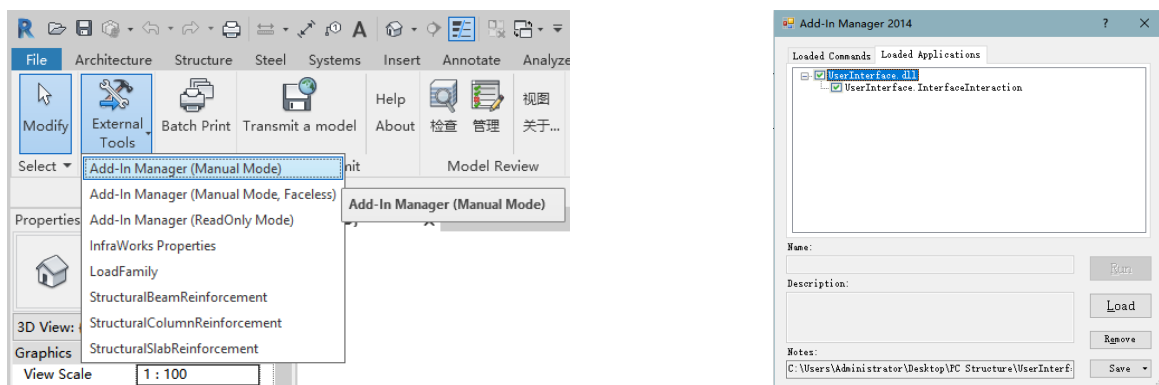 File Architecture Structure Steel Systems Insert Annotate Analyze
Modify
External Tools
Batch Print
Transmit a model
Help
About
检查
管理
视图
关于...
Select
nit
Model Review
Add-In Manager (Manual Mode)
Add-In Manager (Manual Mode, Faceless)
Add-In Manager (ReadOnly Mode)
InfraWorks Properties
LoadFamily
StructuralBeamReinforcement
StructuralColumnReinforcement
StructuralSlabReinforcement
Add-In Manager (Manual Mode)
Properties
3D View:
Graphics
View Scale 1 : 100
Add-In Manager 2014
Loaded Commands Loaded Applications
UserInterface.dll
UserInterface.InterfaceInteraction
Name:
Run
Description:
Load
Remove
Notes:
C:\Users\Administrator\Desktop\PC Structure\UserInterf:
Save